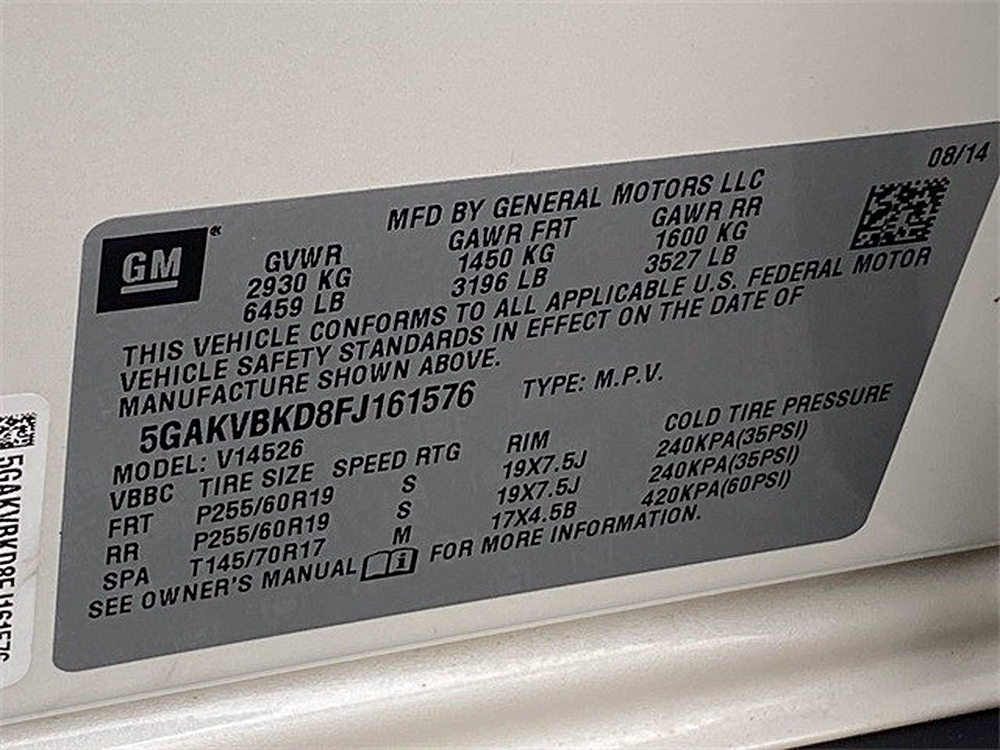 08/14
MFD BY GENERAL MOTORS LLC
GM
GVWR GAWR FRT GAWR RR
2930 KG 1450 KG 1600 KG
6459 LB 3196 LB 3527 LB
THIS VEHICLE CONFORMS TO ALL APPLICABLE U.S. FEDERAL MOTOR
VEHICLE SAFETY STANDARDS IN EFFECT ON THE DATE OF
MANUFACTURE SHOWN ABOVE.
5GAKVBKD8FJ161576 TYPE: M.P.V.
MODEL: V14526
VBBC TIRE SIZE SPEED RTG RIM COLD TIRE PRESSURE
FRT P255/60R19 S 19X7.5J 240KPA(35PSI)
RR P255/60R19 S 19X7.5J 240KPA(35PSI)
SPA T145/70R17 M 17X4.5B 420KPA(60PSI)
SEE OWNER'S MANUAL FOR MORE INFORMATION.
5GAKVBKD8FJ161576